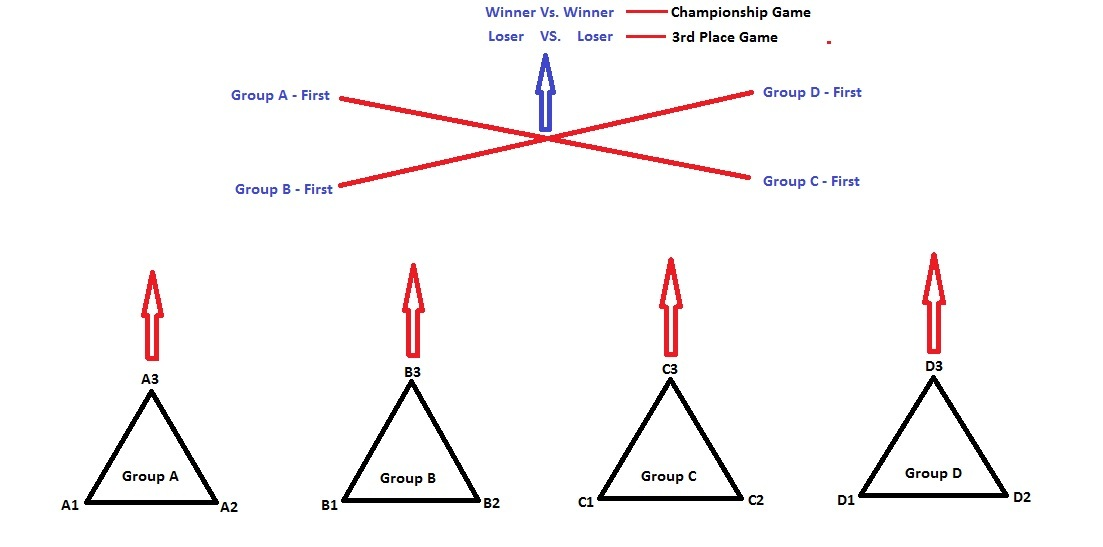 Winner Vs. Winner Championship Game
Loser VS. Loser 3rd Place Game
Group A - First
Group D - First
Group B - First
Group C - First
A3
B3
C3
D3
Group A
Group B
Group C
Group D
A1
A2
B1
B2
C1
C2
D1
D2